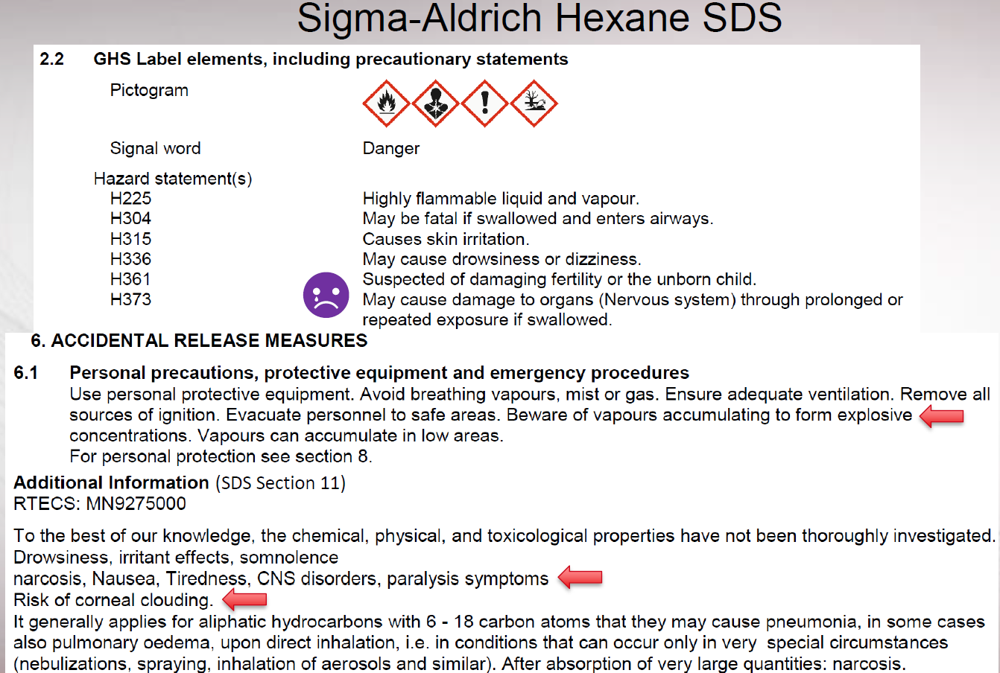 Sigma-Aldrich Hexane SDS
2.2 GHS Label elements, including precautionary statements
Pictogram
Signal word Danger
Hazard statement(s)
H225 Highly flammable liquid and vapour.
H304 May be fatal if swallowed and enters airways.
H315 Causes skin irritation.
H336 May cause drowsiness or dizziness.
H361 Suspected of damaging fertility or the unborn child.
H373 May cause damage to organs (Nervous system) through prolonged or
repeated exposure if swallowed.
6. ACCIDENTAL RELEASE MEASURES
6.1 Personal precautions, protective equipment and emergency procedures
Use personal protective equipment. Avoid breathing vapours, mist or gas. Ensure adequate ventilation. Remove all
sources of ignition. Evacuate personnel to safe areas. Beware of vapours accumulating to form explosive
concentrations. Vapours can accumulate in low areas.
For personal protection see section 8.
Additional Information (SDS Section 11)
RTECS: MN9275000
To the best of our knowledge, the chemical, physical, and toxicological properties have not been thoroughly investigated.
Drowsiness, irritant effects, somnolence
narcosis, Nausea, Tiredness, CNS disorders, paralysis symptoms
Risk of corneal clouding.
It generally applies for aliphatic hydrocarbons with 6 - 18 carbon atoms that they may cause pneumonia, in some cases
also pulmonary oedema, upon direct inhalation, i.e. in conditions that can occur only in very special circumstances
(nebulizations, spraying, inhalation of aerosols and similar). After absorption of very large quantities: narcosis.